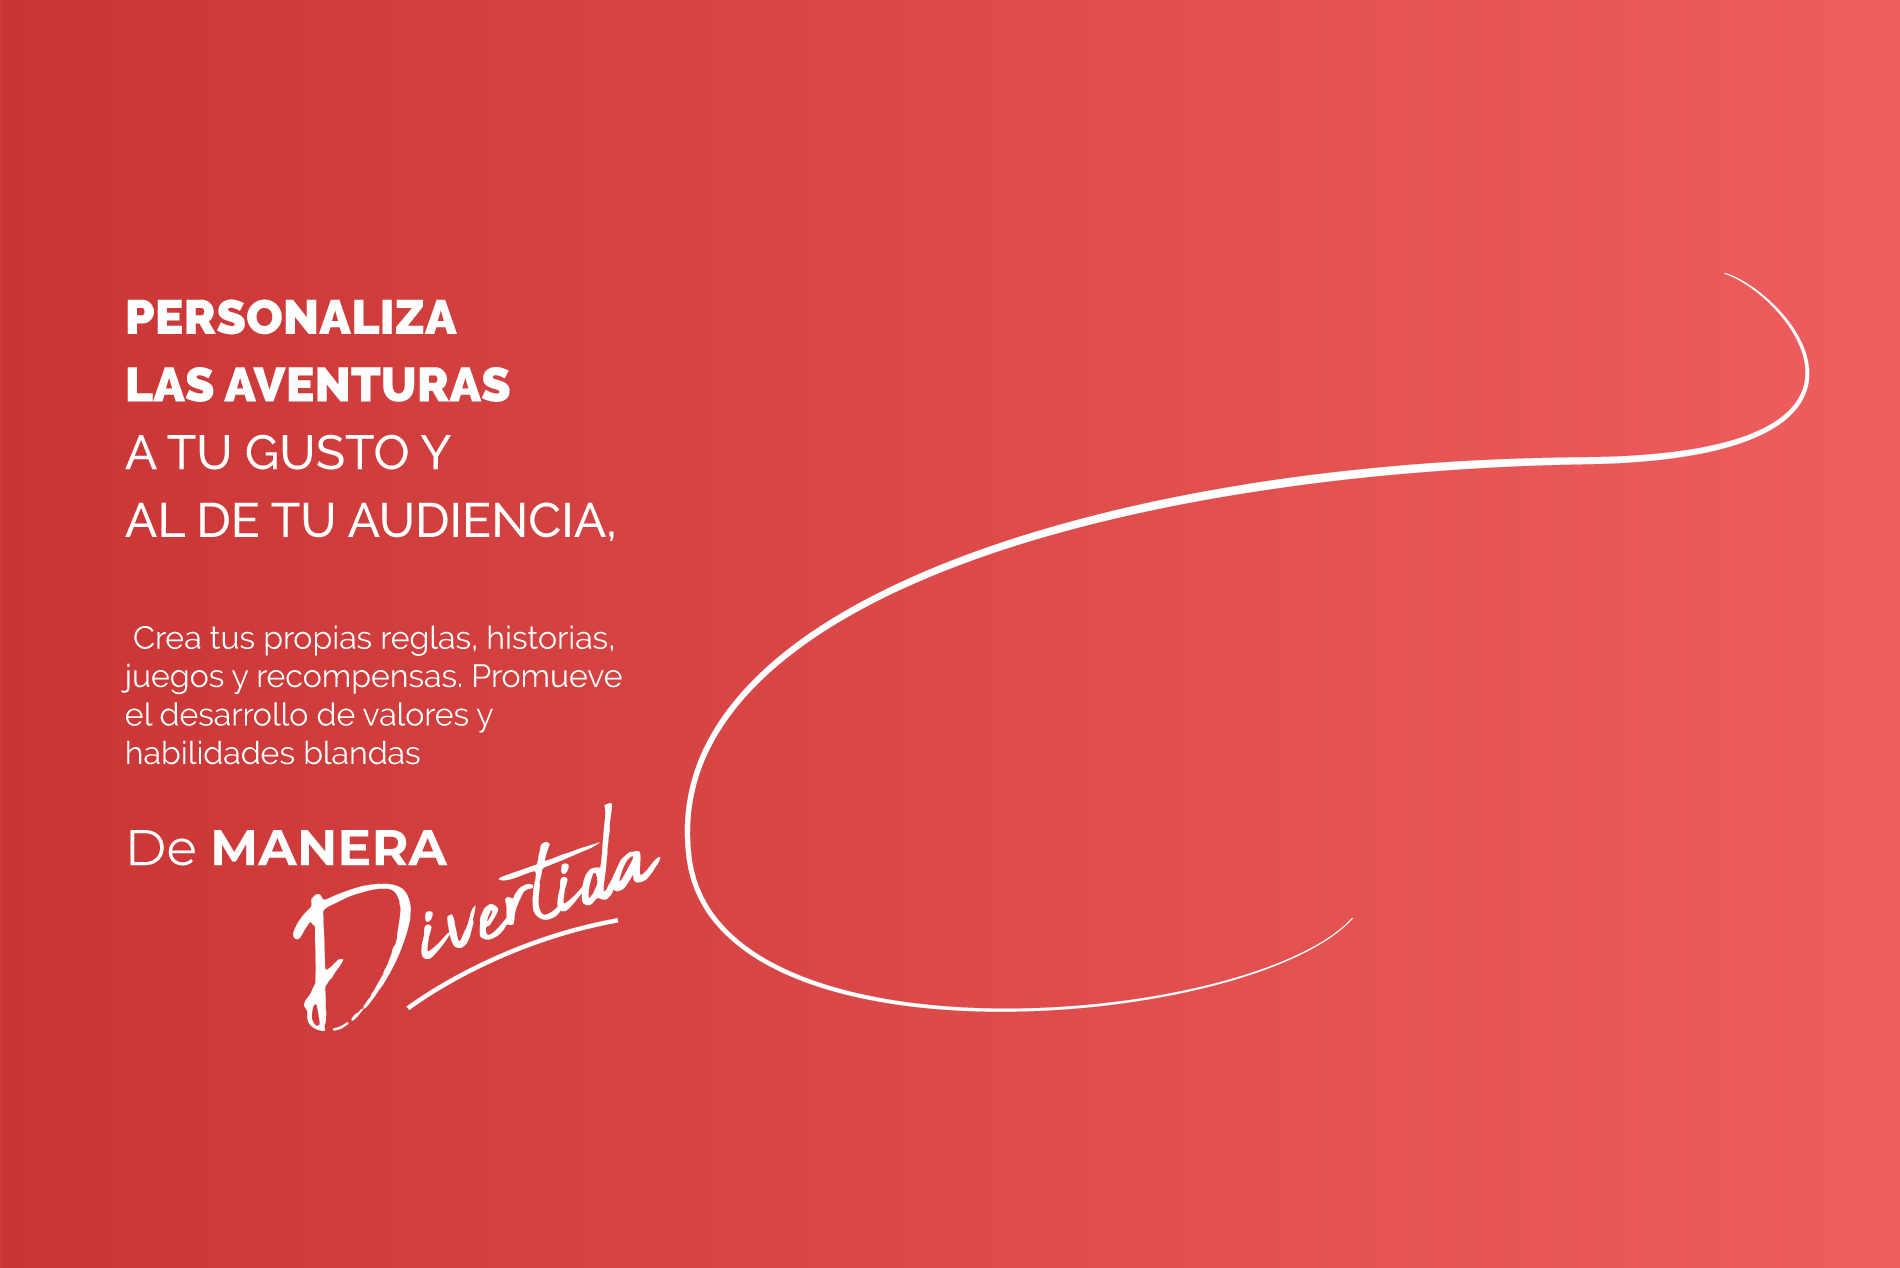 PERSONALIZA
LAS AVENTURAS
A TU GUSTO Y
AL DE TU AUDIENCIA,
Crea tus propias reglas, historias,
juegos y recompensas. Promueve
el desarrollo de valores y
habilidades blandas
De MANERA
Divertida